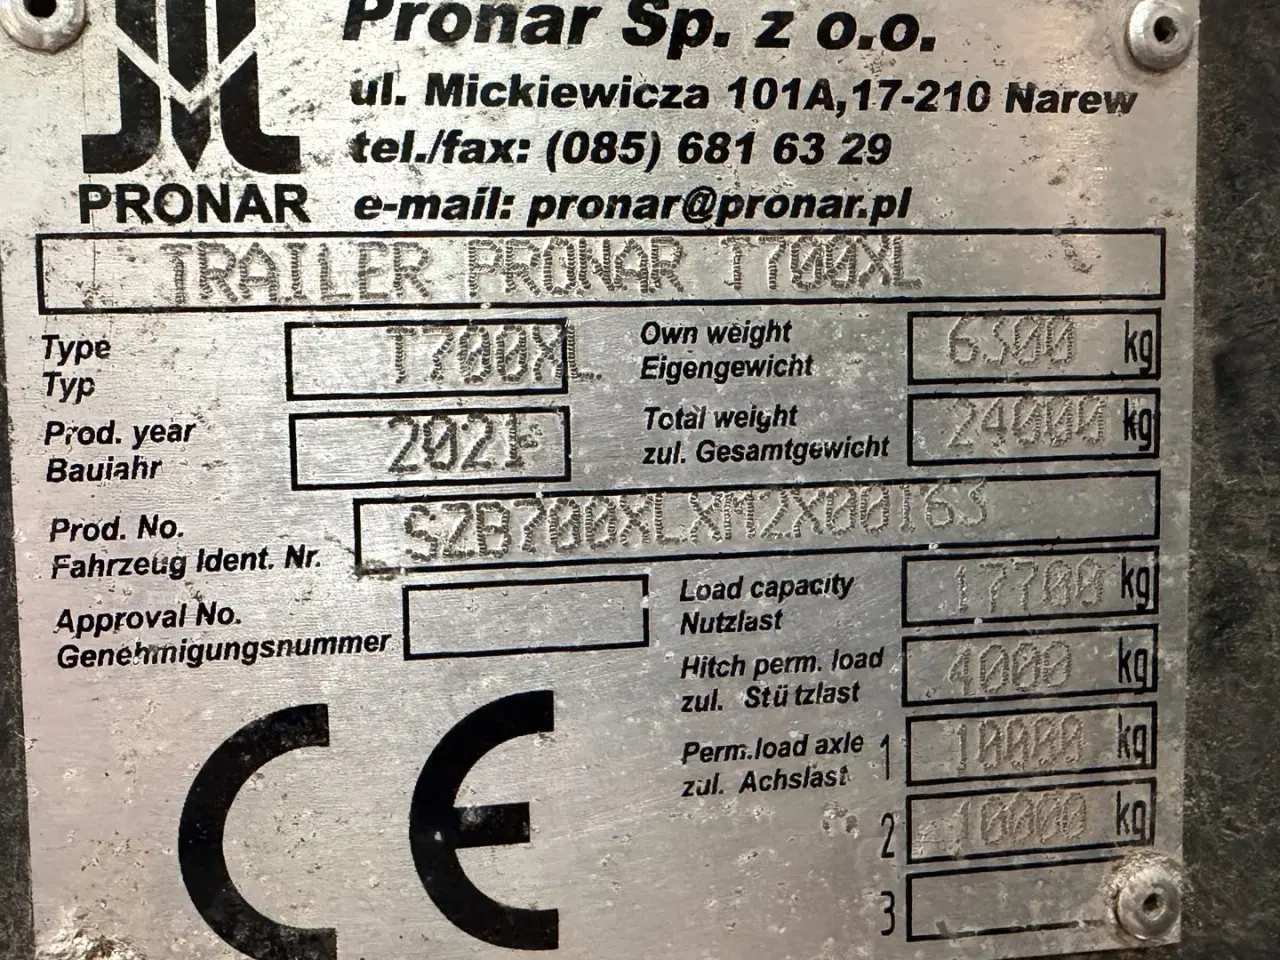 Pronar Sp. z o.o.
ul. Mickiewicza 101A,17-210 Narew
tel./fax: (085) 681 63 29
PRONAR
e-mail: pronar@pronar.pl
TRAILER PRONAR T700XL
Type
Typ
T700XL
Own weight
Eigengewicht
6300 kg
Prod. year
Baujahr
2021
Total weight
zul. Gesamtgewicht
24000 kg
Prod. No.
Fahrzeug Ident. Nr.
SZB700XLXM2X00163
Approval No.
Genehmigungsnummer
Load capacity
Nutzlast
17700 kg
Hitch perm. load
zul. Stützlast
4000 kg
Perm.load axle
zul. Achslast
1
10000 kg
2
10000 kg
3
CE